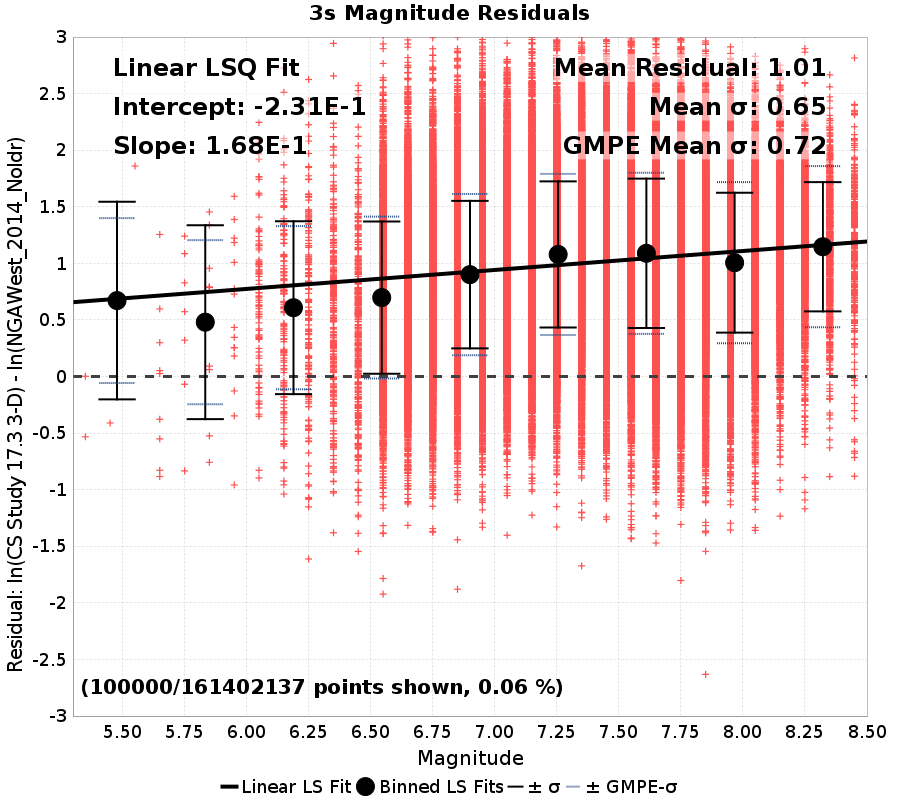 3s Magnitude Residuals
Linear LSQ Fit
Mean Residual: 1.01
Intercept: -2.31E-1
Mean σ: 0.65
Slope: 1.68E-1
GMPE Mean σ: 0.72
Residual: ln(CS Study 17.3 3-D) - ln(NGAWest_2014_NoIdr)
3
2.5
2
1.5
1
0.5
0
-0.5
-1
-1.5
-2
-2.5
-3
(100000/161402137 points shown, 0.06 %)
5.50 5.75 6.00 6.25 6.50 6.75 7.00 7.25 7.50 7.75 8.00 8.25 8.50
Magnitude
Linear LS Fit Binned LS Fits ± σ ± GMPE-σ